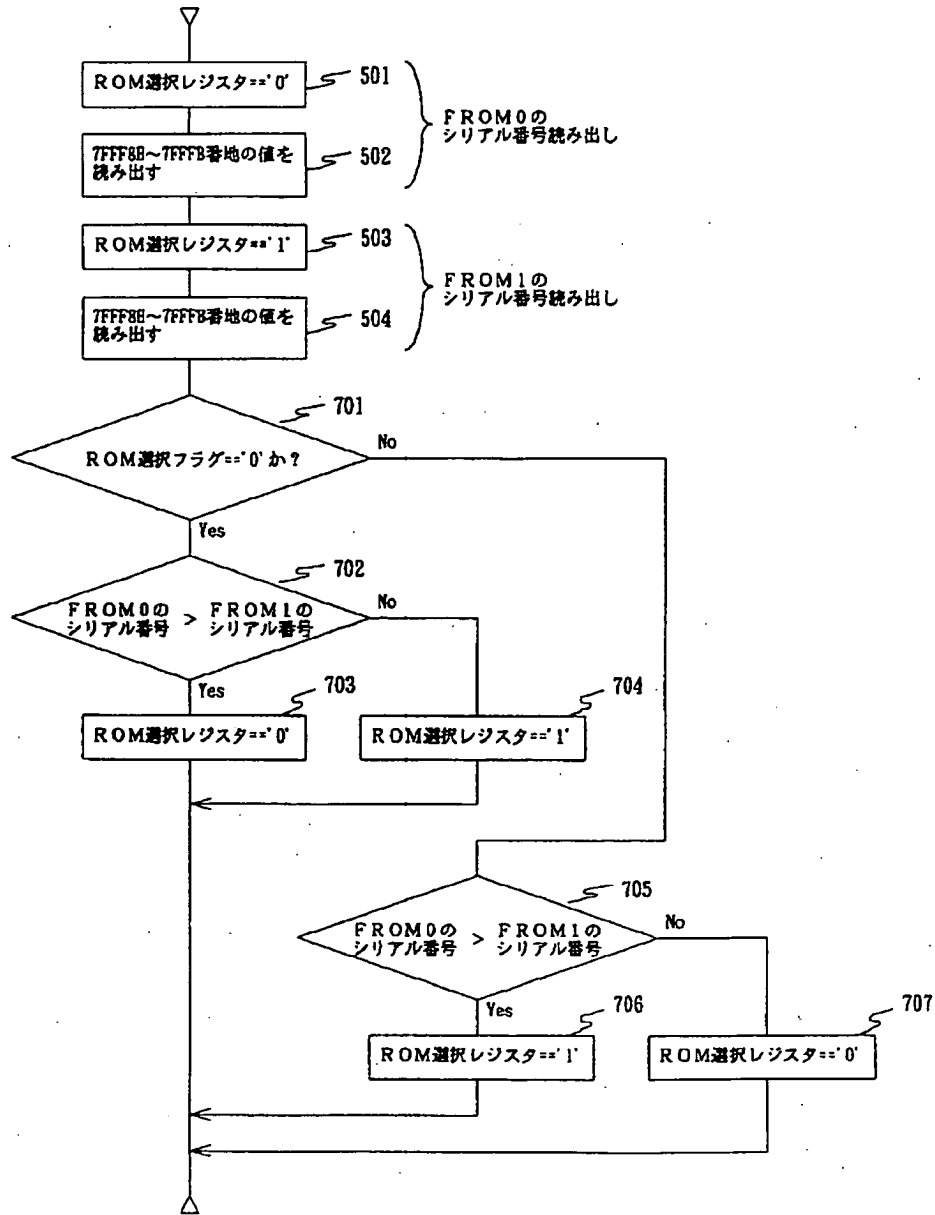 ROM選択レジスタ=='0'
501
7FFF8H～7FFFB番地の値を
読み出す
502
FROM0の
シリアル番号読み出し
ROM選択レジスタ=='1'
503
7FFF8H～7FFFB番地の値を
読み出す
504
FROM1の
シリアル番号読み出し
701
ROM選択フラグ=='0'か？
No
Yes
702
FROM0の
シリアル番号
>
FROM1の
シリアル番号
No
Yes
703
ROM選択レジスタ=='0'
704
ROM選択レジスタ=='1'
705
FROM0の
シリアル番号
>
FROM1の
シリアル番号
No
Yes
706
ROM選択レジスタ=='1'
707
ROM選択レジスタ=='0'